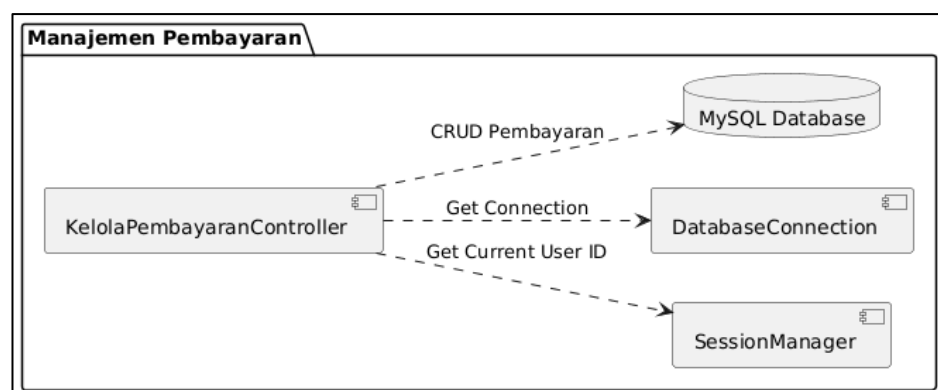 Manajemen Pembayaran
MySQL Database
CRUD Pembayaran
KelolaPembayaranController
Get Connection
DatabaseConnection
Get Current User ID
SessionManager